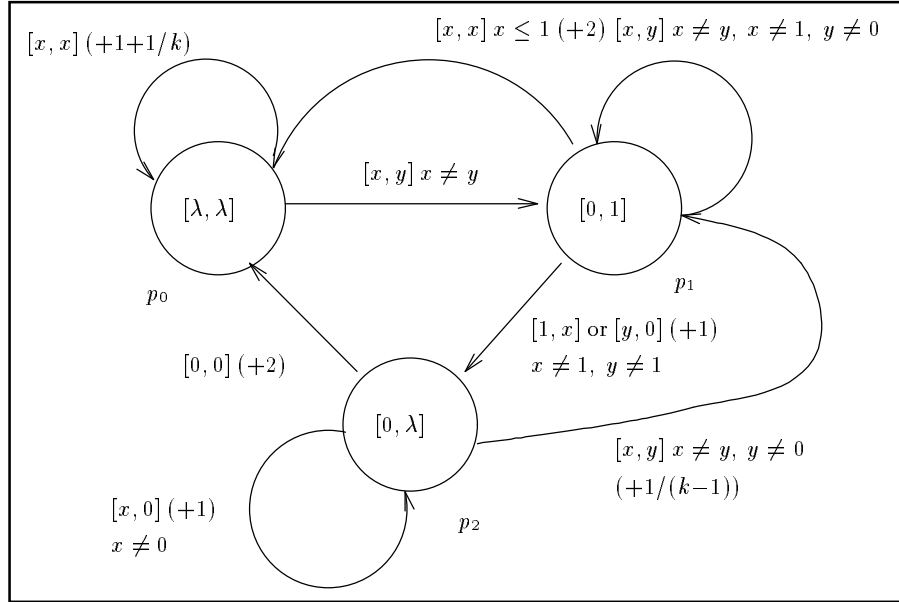 [x, x] x ≤ 1 (+2) [x, y] x ≠ y, x ≠ 1, y ≠ 0
[x, x] (+1+1/k)
[x, y] x ≠ y
[λ, λ]
[0, 1]
p₀
p₁
[1, x] or [y, 0] (+1)
x ≠ 1, y ≠ 1
[0, 0] (+2)
[0, λ]
[x, y] x ≠ y, y ≠ 0
(+1/(k−1))
[x, 0] (+1)
x ≠ 0
p₂